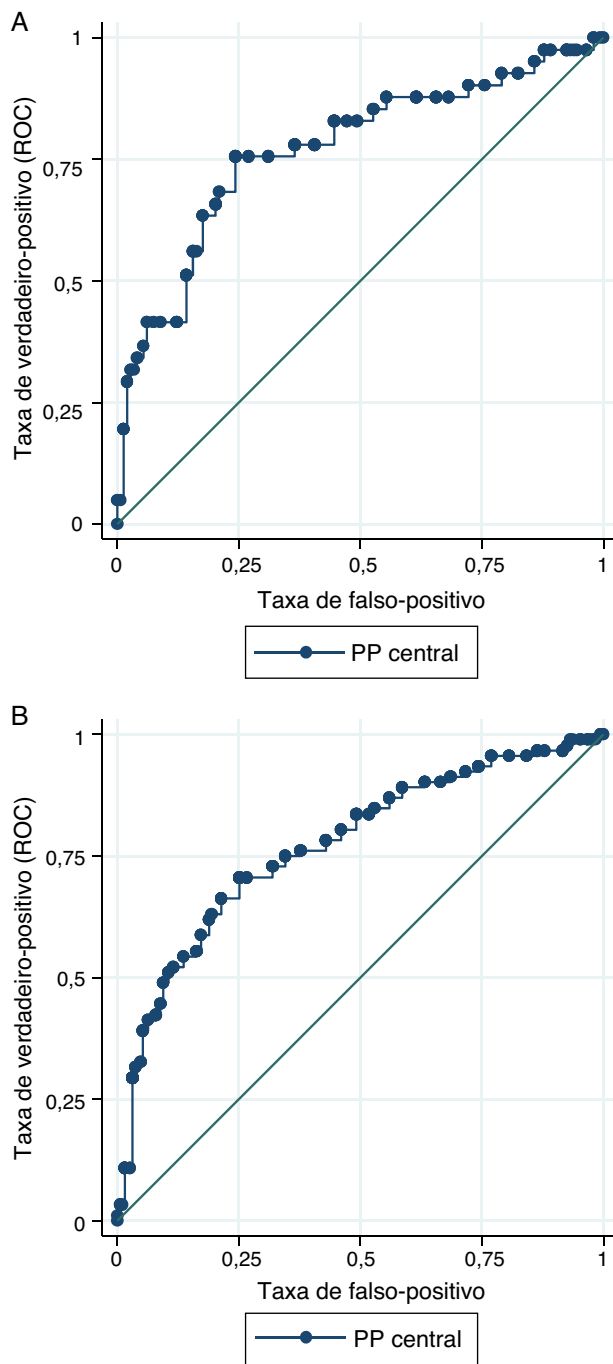 A
1
0,75
0,5
0,25
0
Taxa de verdadeiro-positivo (ROC)
0 0,25 0,5 0,75 1
Taxa de falso-positivo
PP central
B
1
0,75
0,5
0,25
0
Taxa de verdadeiro-positivo (ROC)
0 0,25 0,5 0,75 1
Taxa de falso-positivo
PP central